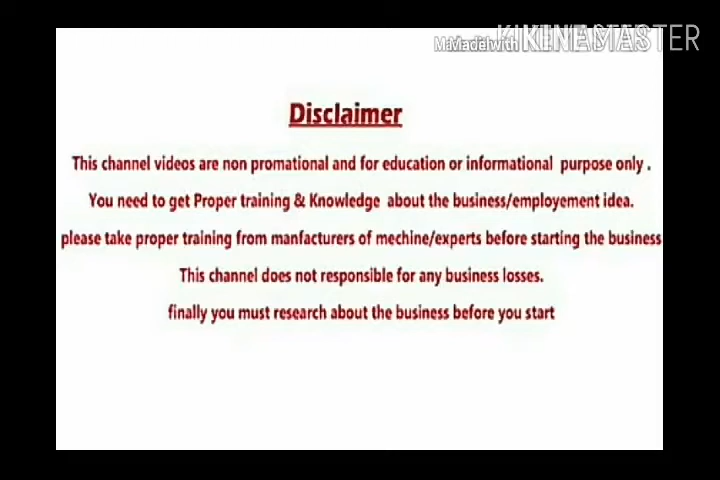 Made with KINEMASTER
Disclaimer
This channel videos are non promational and for education or informational purpose only .
You need to get Proper training & Knowledge about the business/employement idea.
please take proper training from manfacturers of mechine/experts before starting the business
This channel does not responsible for any business losses.
finally you must research about the business before you start